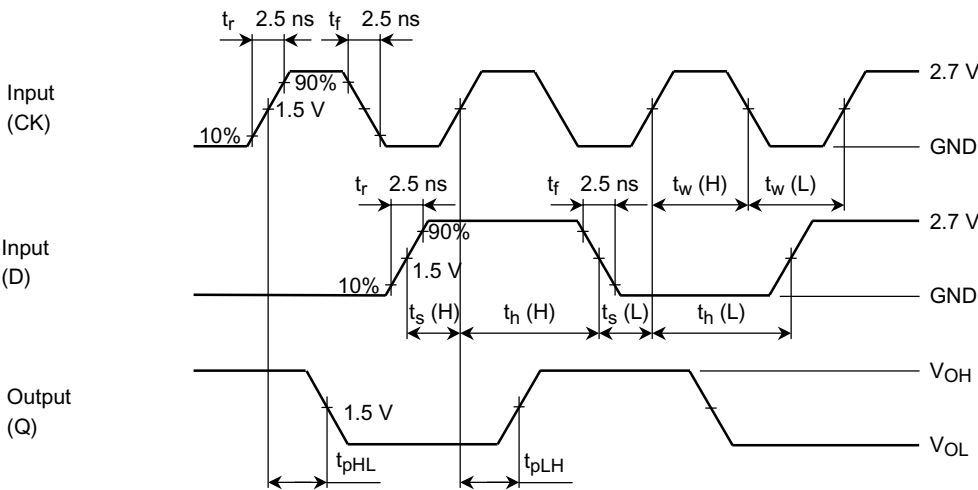 tr 2.5 ns tf 2.5 ns
Input
(CK)
90%
1.5 V
10%
2.7 V
GND
tr 2.5 ns tf 2.5 ns tw (H) tw (L)
Input
(D)
90%
1.5 V
10%
2.7 V
GND
ts (H) th (H) ts (L) th (L)
Output
(Q)
1.5 V
VOH
VOL
tpHL tpLH